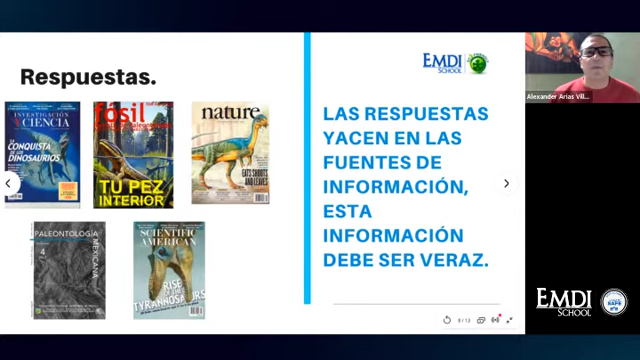 Respuestas.
INVESTIGACIÓN
Y CIENCIA
LA
CONQUISTA
DE LOS
DINOSAURIOS
fósil
TU PEZ
INTERIOR
nature
EATS SHOOTS
AND LEAVES
PALEONTOLOGÍA
MEXICANA
4
SCIENTIFIC
AMERICAN
RISE
OF THE
TYRANNOSAURS
EMDI
SCHOOL
LAS RESPUESTAS
YACEN EN LAS
FUENTES DE
INFORMACIÓN,
ESTA
INFORMACIÓN
DEBE SER VERAZ.
8 / 13
Alexander Arias Vill...
EMDI
SCHOOL